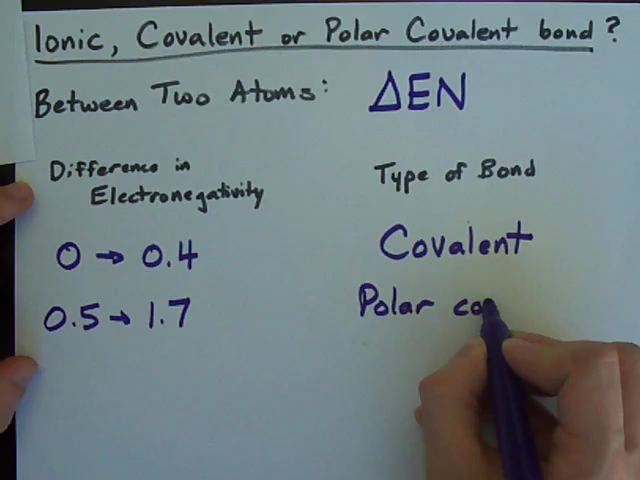 Ionic, Covalent or Polar Covalent bond?
Between Two Atoms: ΔEN
Difference in
Electronegativity
Type of Bond
0 → 0.4 Covalent
0.5 → 1.7 Polar co